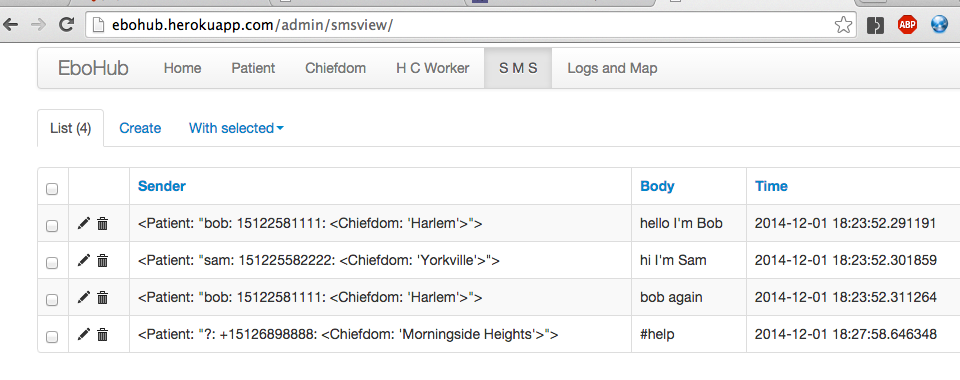 ebohub.herokuapp.com/admin/smsview/
ABP
EboHub Home Patient Chiefdom H C Worker S M S Logs and Map
List (4) Create With selected
Sender Body Time
<Patient: "bob: 15122581111: <Chiefdom: 'Harlem'>"> hello I'm Bob 2014-12-01 18:23:52.291191
<Patient: "sam: 151225582222: <Chiefdom: 'Yorkville'>"> hi I'm Sam 2014-12-01 18:23:52.301859
<Patient: "bob: 15122581111: <Chiefdom: 'Harlem'>"> bob again 2014-12-01 18:23:52.311264
<Patient: "?: +15126898888: <Chiefdom: 'Morningside Heights'>"> #help 2014-12-01 18:27:58.646348